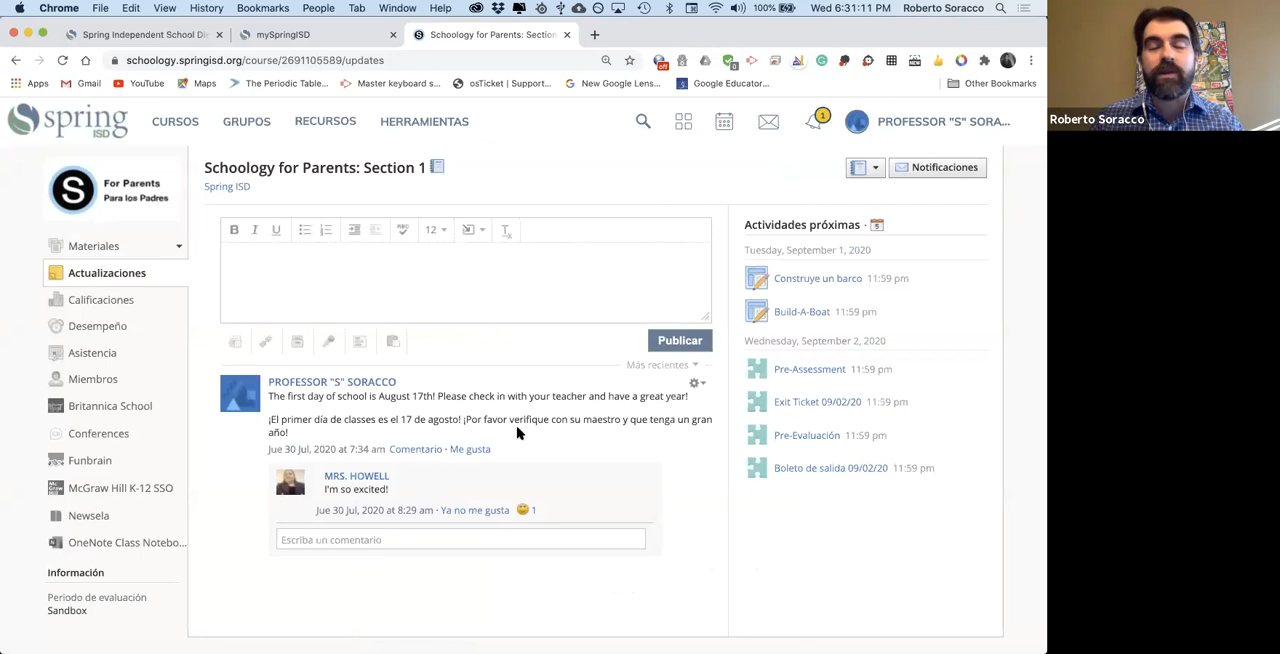 Chrome File Edit View History Bookmarks People Tab Window Help 100% Wed 6:31:11 PM Roberto Soracco
Spring Independent School Di
mySpringISD
Schoology for Parents: Section
schoology.springisd.org/course/2691105589/updates
Apps Gmail YouTube Maps The Periodic Table... Master keyboard s... osTicket | Support... New Google Len... Google Educator... Other Bookmarks
Roberto Soracco
spring ISD
CURSOS GRUPOS RECURSOS HERRAMIENTAS 1 PROFESSOR "S" SORA...
S For Parents
Para los Padres
Materiales
Actualizaciones
Calificaciones
Desempeño
Asistencia
Miembros
Britannica School
Conferences
Funbrain
McGraw Hill K-12 SSO
Newsela
OneNote Class Notebo...
Información
Periodo de evaluación
Sandbox
Schoology for Parents: Section 1
Spring ISD
Notificaciones
B I U 12
Publicar
Más recientes
PROFESSOR "S" SORACCO
The first day of school is August 17th! Please check in with your teacher and have a great year!
¡El primer día de classes es el 17 de agosto! ¡Por favor verifique con su maestro y que tenga un gran
año!
Jue 30 Jul, 2020 at 7:34 am Comentario · Me gusta
MRS. HOWELL
I'm so excited!
Jue 30 Jul, 2020 at 8:29 am · Ya no me gusta 1
Escriba un comentario
Actividades próximas · 5
Tuesday, September 1, 2020
Construye un barco 11:59 pm
Build-A-Boat 11:59 pm
Wednesday, September 2, 2020
Pre-Assessment 11:59 pm
Exit Ticket 09/02/20 11:59 pm
Pre-Evaluación 11:59 pm
Boleto de salida 09/02/20 11:59 pm